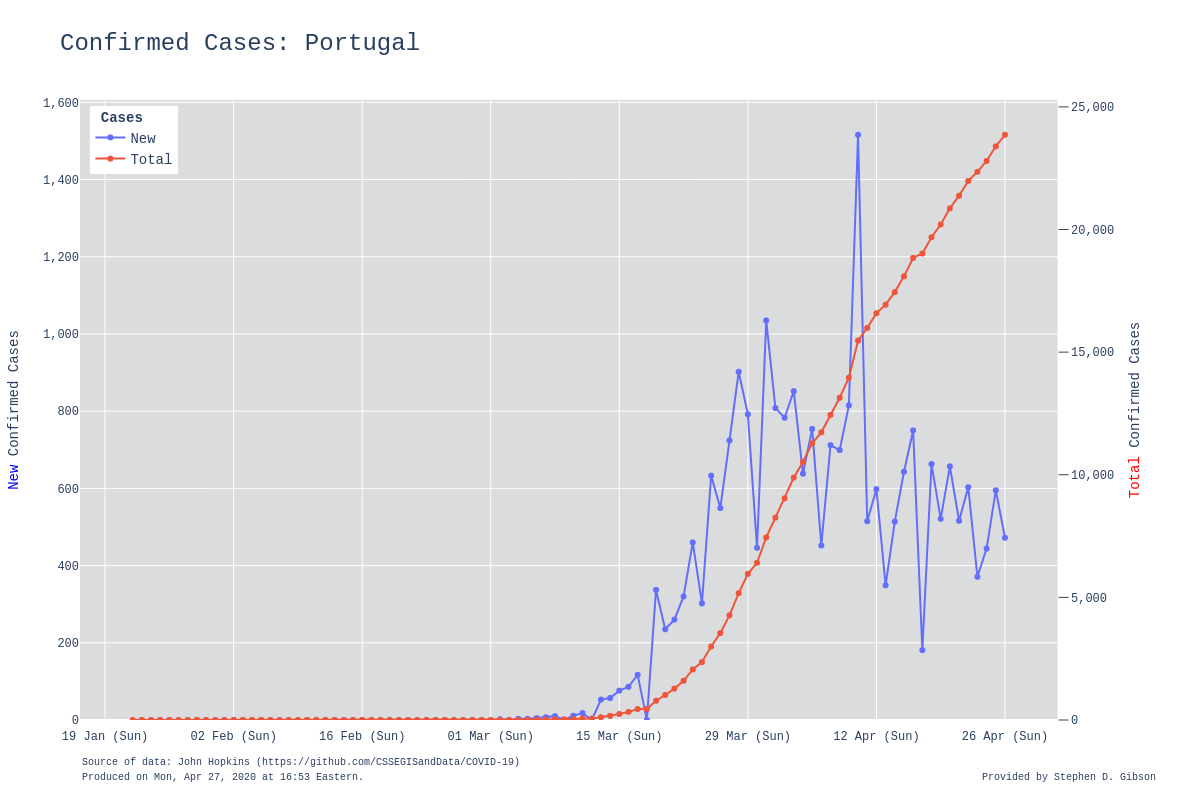 Confirmed Cases: Portugal
1,600
1,400
1,200
1,000
800
600
400
200
0
New Confirmed Cases
Cases
New
Total
25,000
20,000
15,000
10,000
5,000
0
Total Confirmed Cases
19 Jan (Sun)
02 Feb (Sun)
16 Feb (Sun)
01 Mar (Sun)
15 Mar (Sun)
29 Mar (Sun)
12 Apr (Sun)
26 Apr (Sun)
Source of data: John Hopkins (https://github.com/CSSEGISandData/COVID-19)
Produced on Mon, Apr 27, 2020 at 16:53 Eastern.
Provided by Stephen D. Gibson